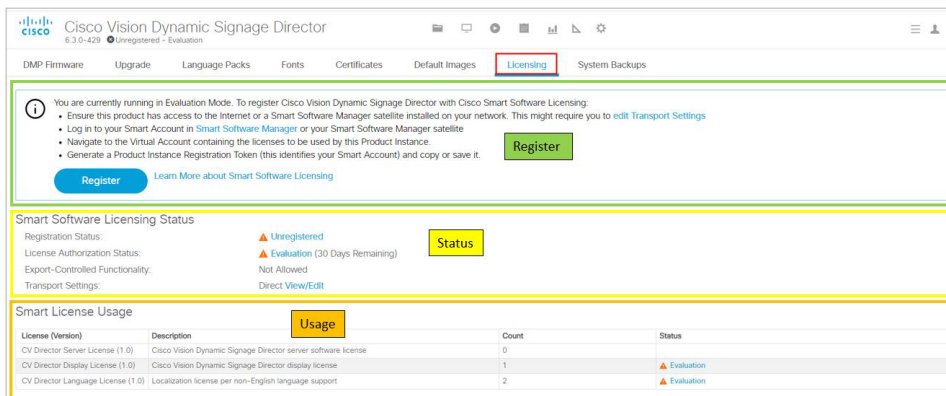 CISCO
Cisco Vision Dynamic Signage Director
6.3.0-429 Unregistered - Evaluation
DMP Firmware Upgrade Language Packs Fonts Certificates Default Images Licensing System Backups
You are currently running in Evaluation Mode. To register Cisco Vision Dynamic Signage Director with Cisco Smart Software Licensing:
• Ensure this product has access to the Internet or a Smart Software Manager satellite installed on your network. This might require you to edit Transport Settings
• Log in to your Smart Account in Smart Software Manager or your Smart Software Manager satellite
• Navigate to the Virtual Account containing the licenses to be used by this Product Instance.
• Generate a Product Instance Registration Token (this identifies your Smart Account) and copy or save it.
Register
Register Learn More about Smart Software Licensing
Smart Software Licensing Status
Registration Status: Unregistered
Status
License Authorization Status: Evaluation (30 Days Remaining)
Export-Controlled Functionality: Not Allowed
Transport Settings: Direct View/Edit
Smart License Usage
Usage
License (Version) Description Count Status
CV Director Server License (1.0) Cisco Vision Dynamic Signage Director server software license 0
CV Director Display License (1.0) Cisco Vision Dynamic Signage Director display license 1 Evaluation
CV Director Language License (1.0) Localization license per non-English language support 2 Evaluation